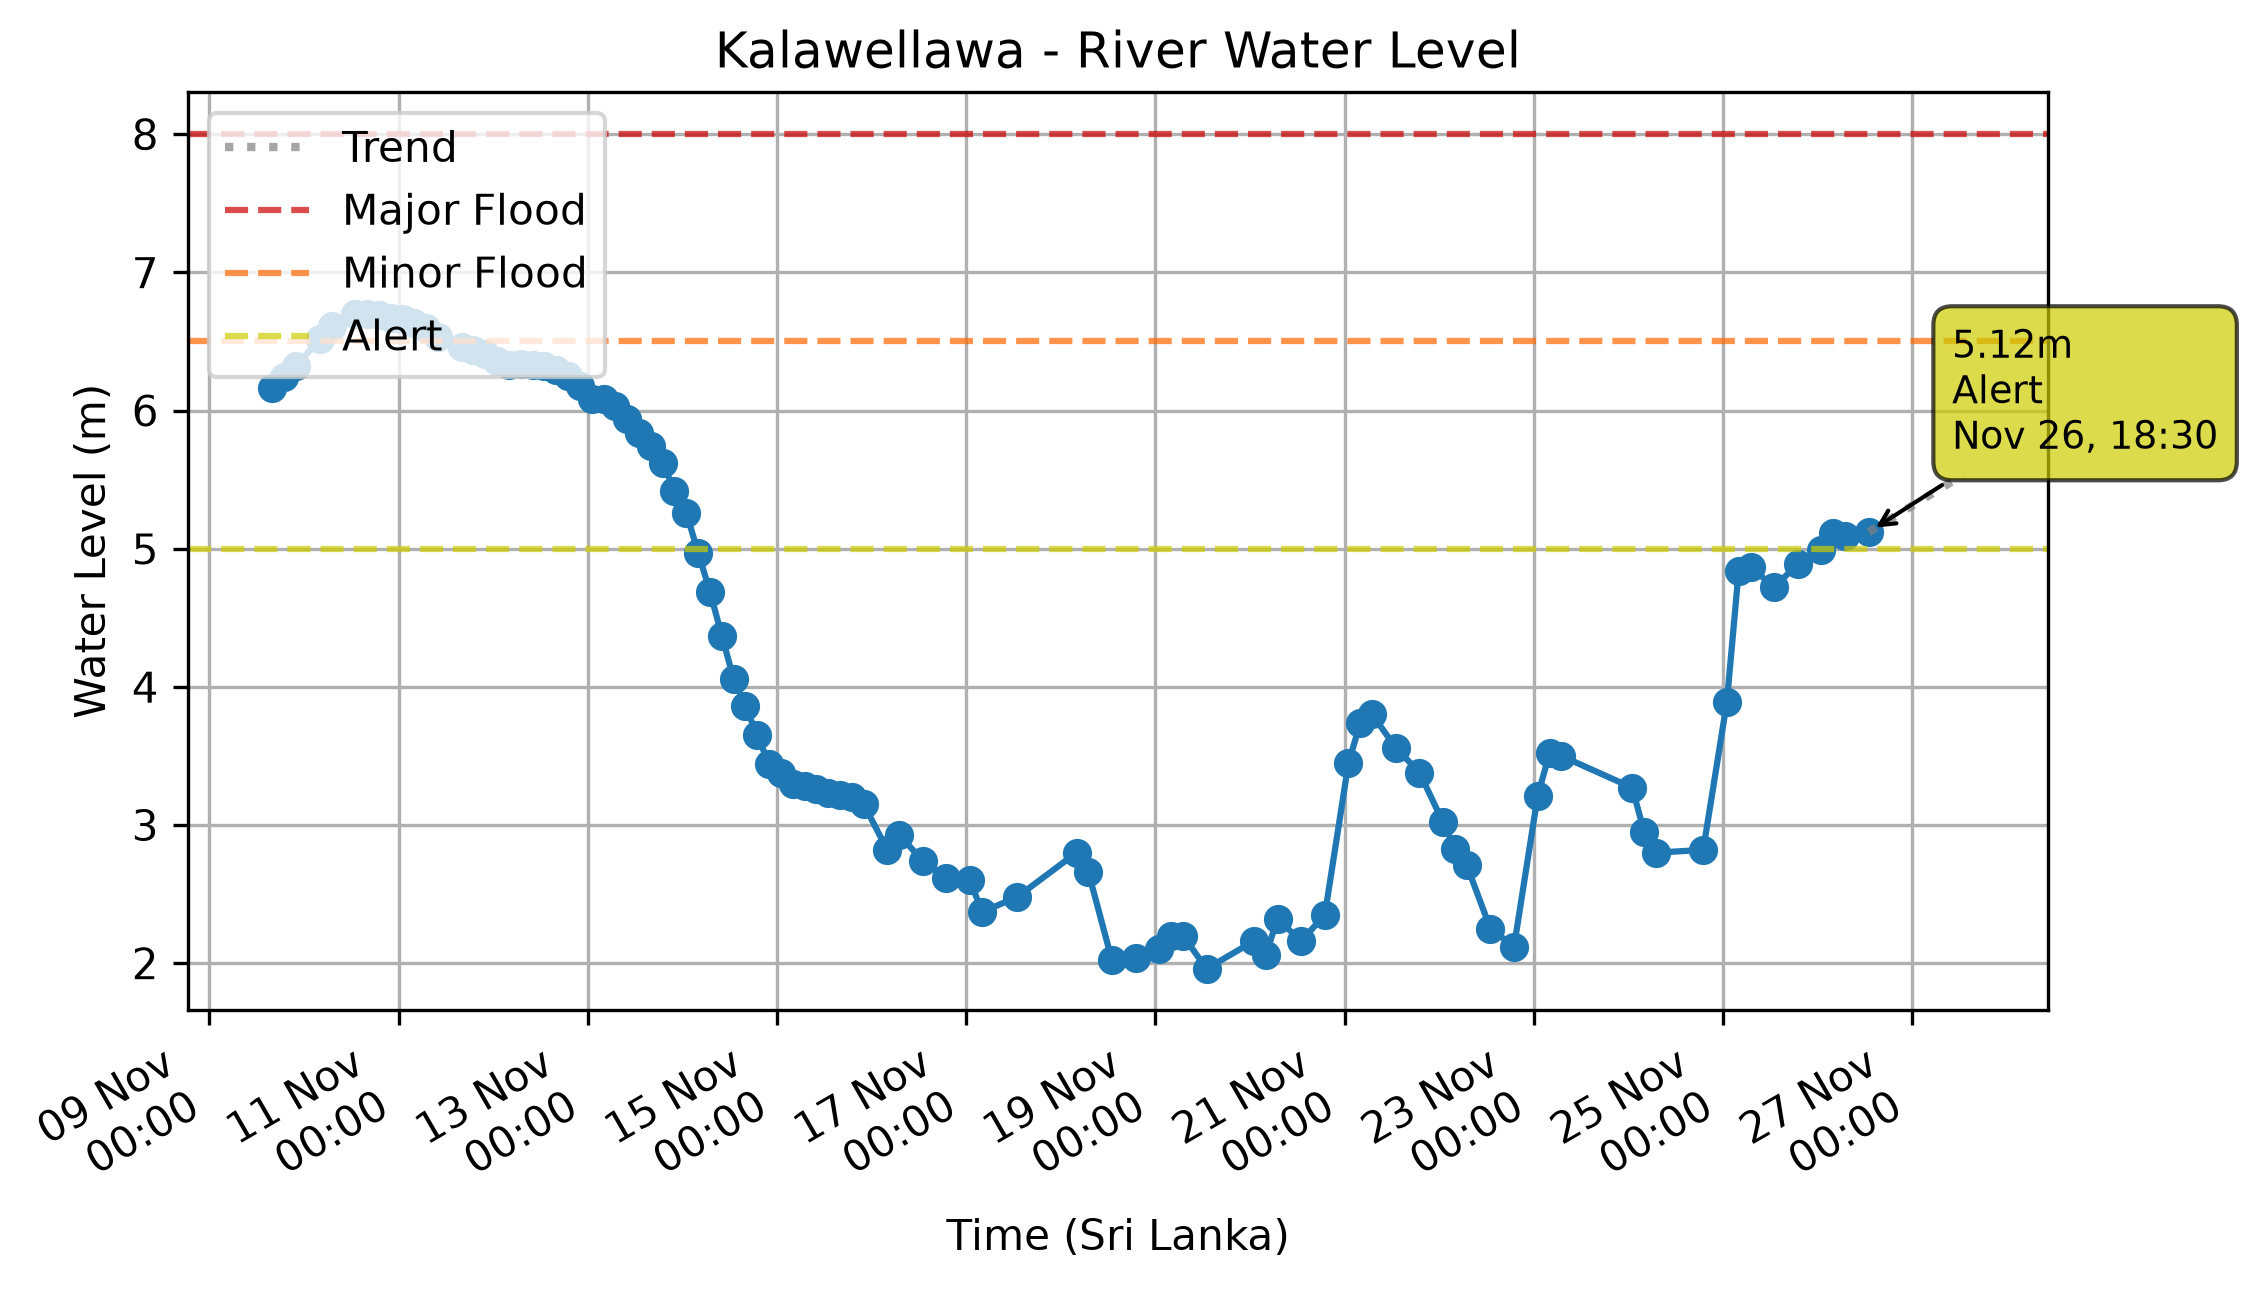 Kalawellawa - River Water Level
Trend
Major Flood
Minor Flood
Alert
5.12m
Alert
Nov 26, 18:30
Water Level (m)
8
7
6
5
4
3
2
09 Nov
00:00
11 Nov
00:00
13 Nov
00:00
15 Nov
00:00
17 Nov
00:00
19 Nov
00:00
21 Nov
00:00
23 Nov
00:00
25 Nov
00:00
27 Nov
00:00
Time (Sri Lanka)